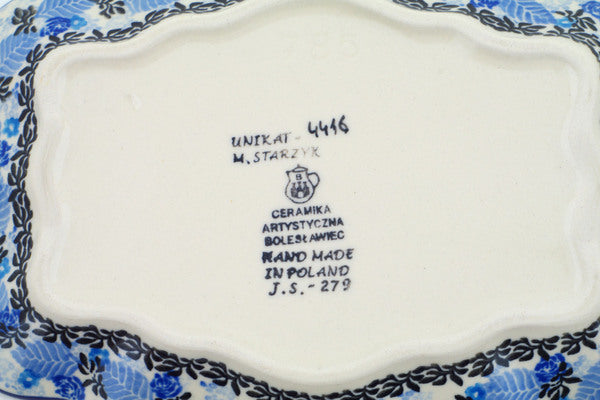 UNIKAT - 4416
M. STARZYK
B
CERAMIKA
ARTYSTYCZNA
BOLESŁAWIEC
HAND MADE
IN POLAND
J.S.-279